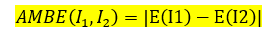 AMBE(I₁,I₂) = |E(I1) − E(I2)|